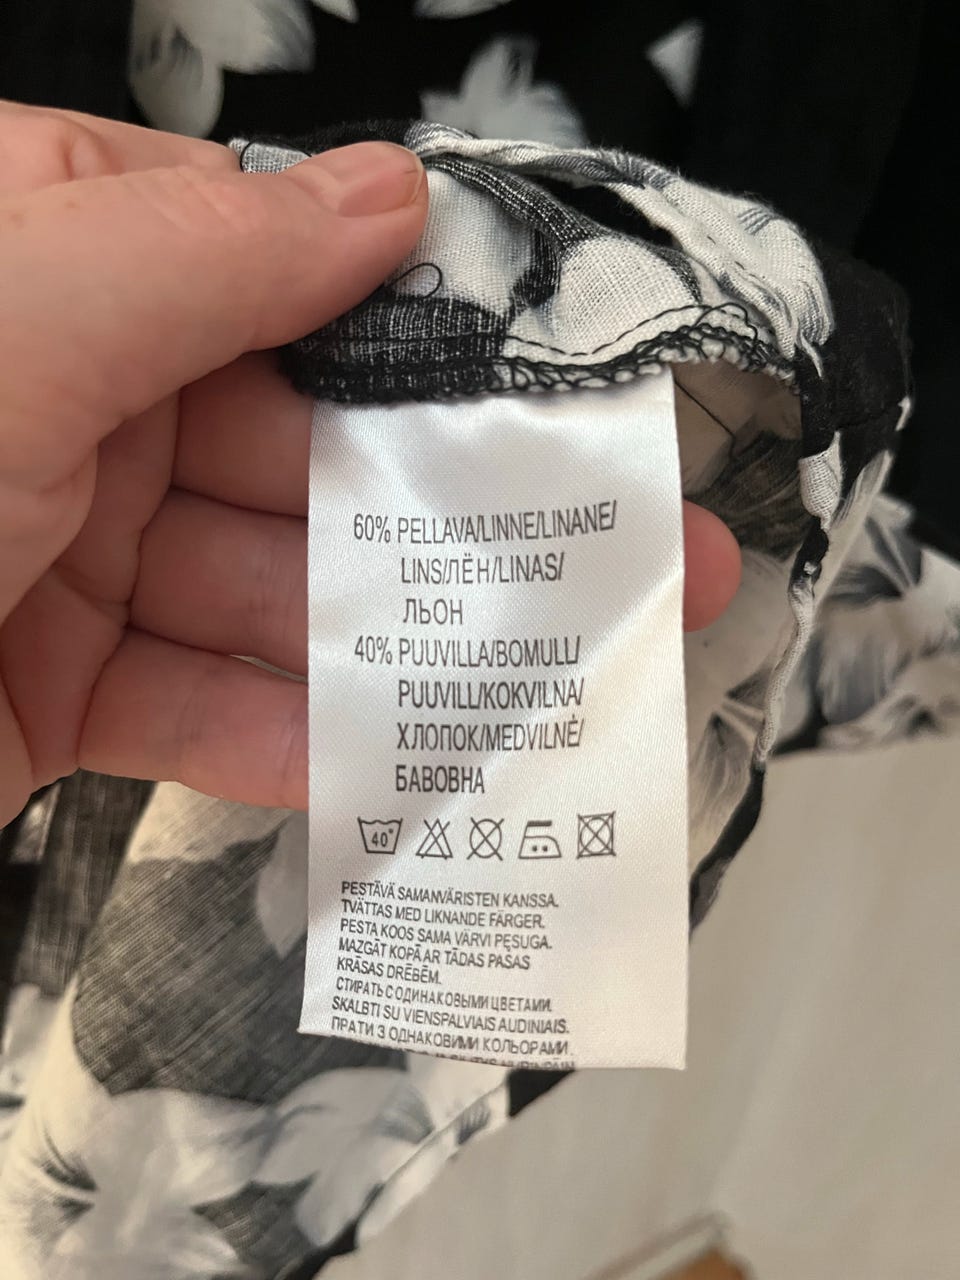 60% PELLAVA/LINNE/LINANE/
LINS/ЛЁН/LINAS/
ЛЬОН
40% PUUVILLA/BOMULL/
PUUVILL/KOKVILNA/
ХЛОПОК/MEDVILNĖ/
БАВОВНА
40°
PESTÄVÄ SAMANVÄRISTEN KANSSA.
TVÄTTAS MED LIKNANDE FÄRGER.
PESTA KOOS SAMA VÄRVI PESUGA.
MAZGĀT KOPĀ AR TĀDAS PAŠAS
KRĀSAS DRĒBĒM.
СТИРАТЬ С ОДИНАКОВЫМИ ЦВЕТАМИ.
SKALBTI SU VIENSPALVIAIS AUDINIAIS.
ПРАТИ З ОДНАКОВИМИ КОЛЬОРАМИ.